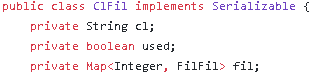 public class ClFil implements Serializable {
private String cl;
private boolean used;
private Map<Integer, FilFil> fil;